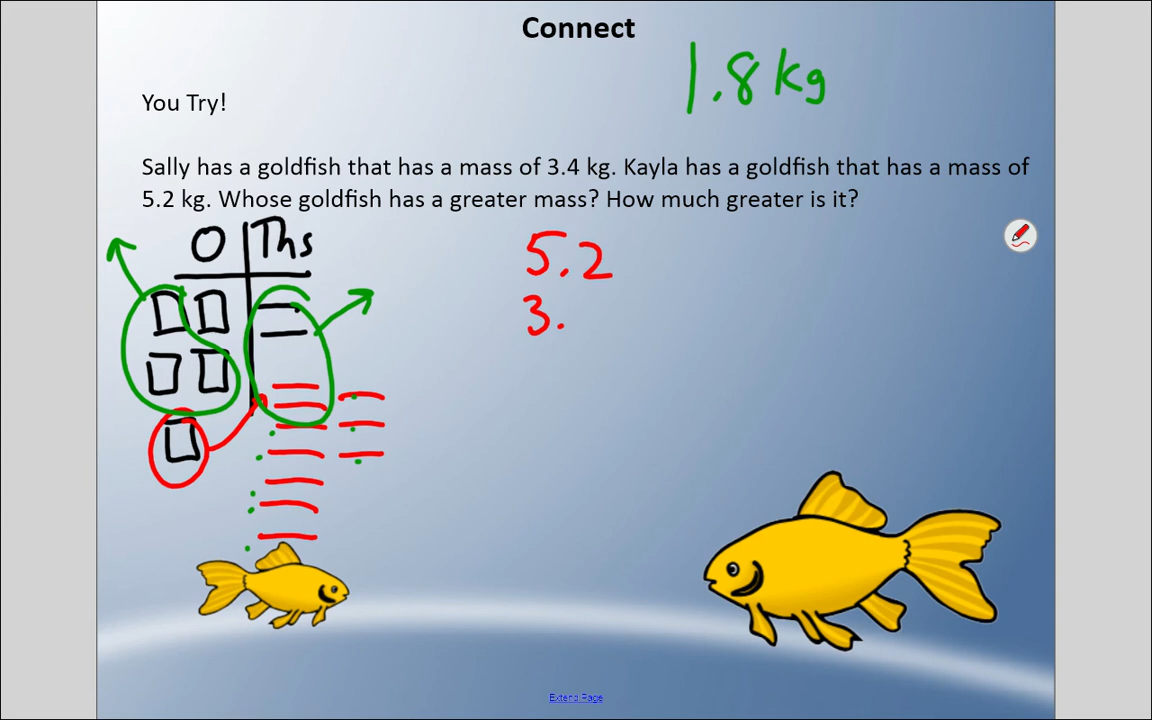 Connect
1.8 kg
You Try!
Sally has a goldfish that has a mass of 3.4 kg. Kayla has a goldfish that has a mass of
5.2 kg. Whose goldfish has a greater mass? How much greater is it?
O Ths
5.2
3.
Extend Page